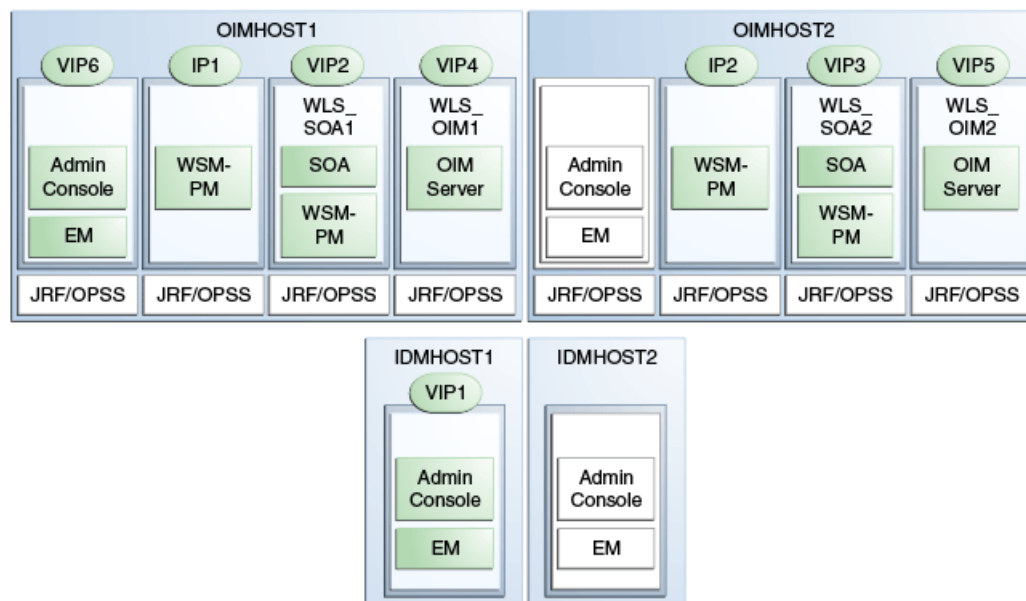 OIMHOST1
VIP6
IP1
VIP2
VIP4
WLS_
SOA1
WLS_
OIM1
Admin
Console
EM
WSM-
PM
SOA
WSM-
PM
OIM
Server
JRF/OPSS
JRF/OPSS
JRF/OPSS
JRF/OPSS
OIMHOST2
IP2
VIP3
VIP5
WLS_
SOA2
WLS_
OIM2
Admin
Console
EM
WSM-
PM
SOA
WSM-
PM
OIM
Server
JRF/OPSS
JRF/OPSS
JRF/OPSS
JRF/OPSS
IDMHOST1
VIP1
Admin
Console
EM
IDMHOST2
Admin
Console
EM